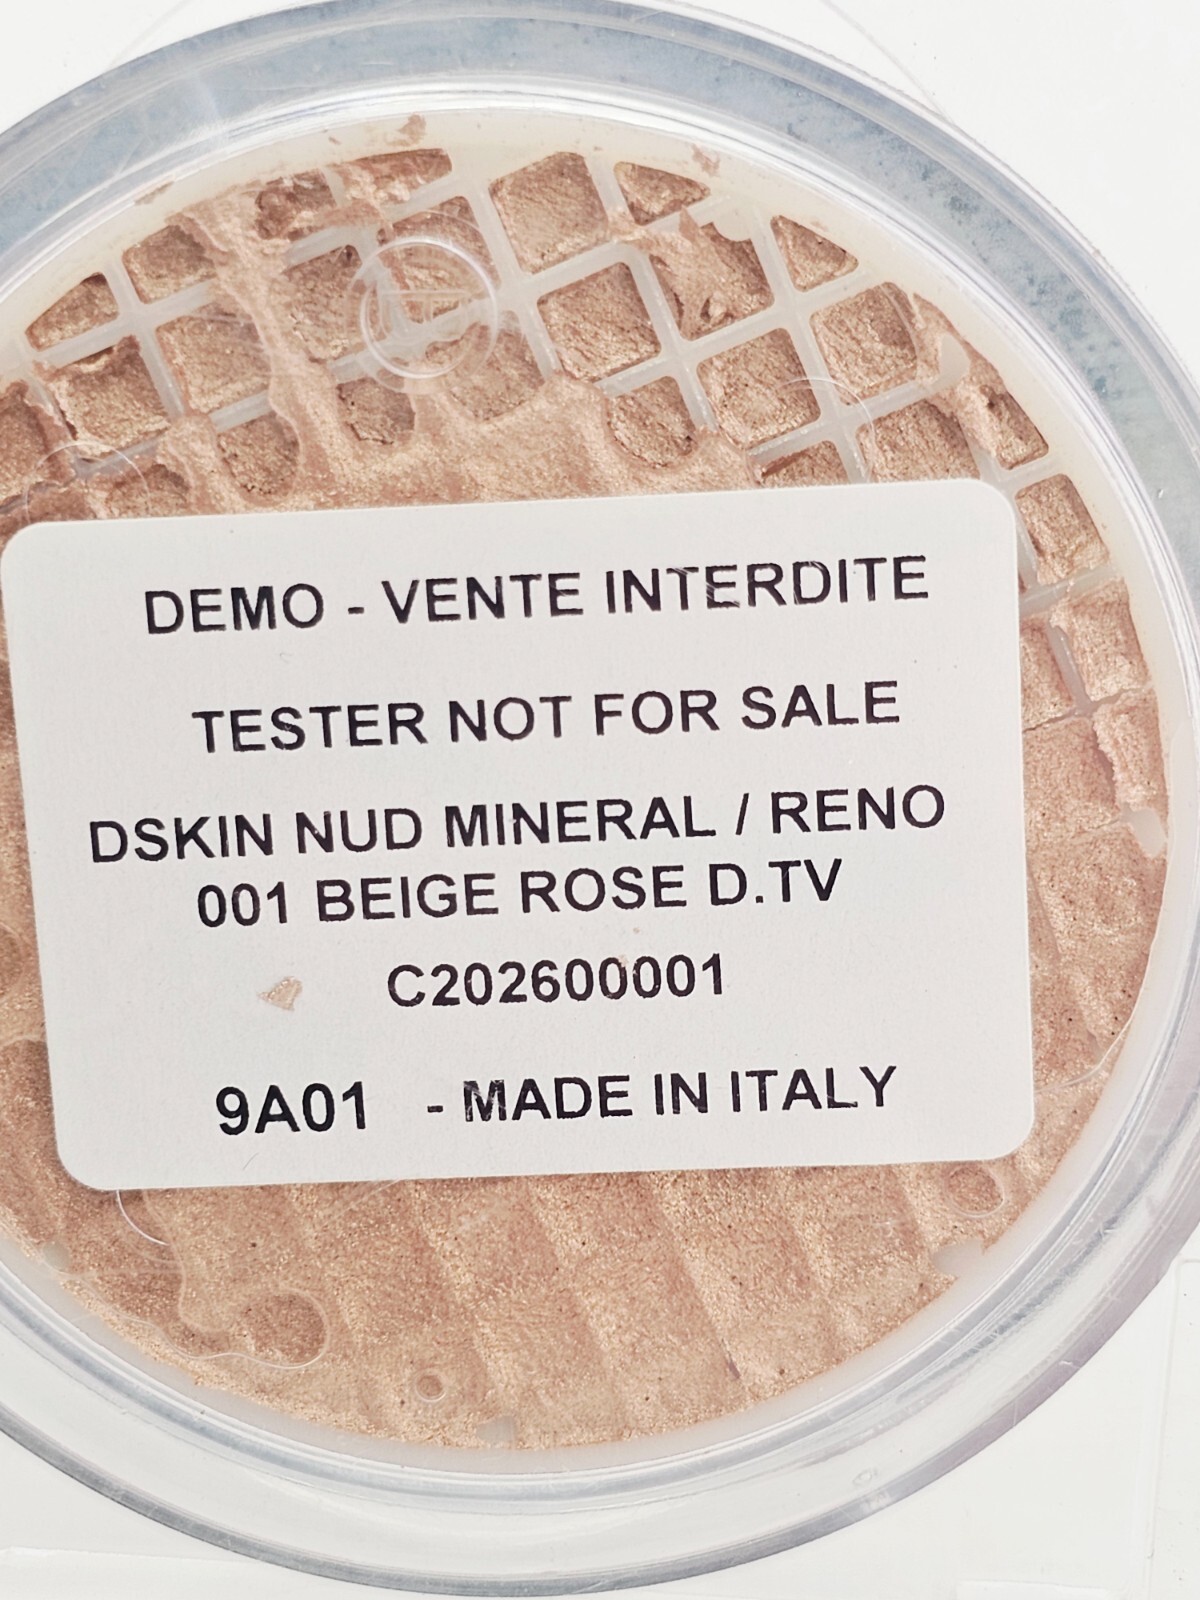 DEMO - VENTE INTERDITE
TESTER NOT FOR SALE
DSKIN NUD MINERAL / RENO
001 BEIGE ROSE D.TV
C202600001
9A01 - MADE IN ITALY